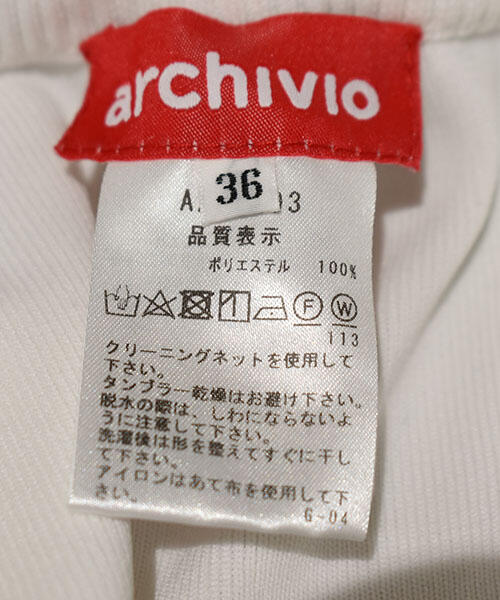 archivio
36
A 03
品質表示
ポリエステル 100%
113
クリーニングネットを使用して
下さい。
タンブラー乾燥はお避け下さい。
脱水の際は、しわにならないよ
うに注意して下さい。
洗濯後は形を整えてすぐに干し
て下さい。
アイロンはあて布を使用して下
さい。
G-04